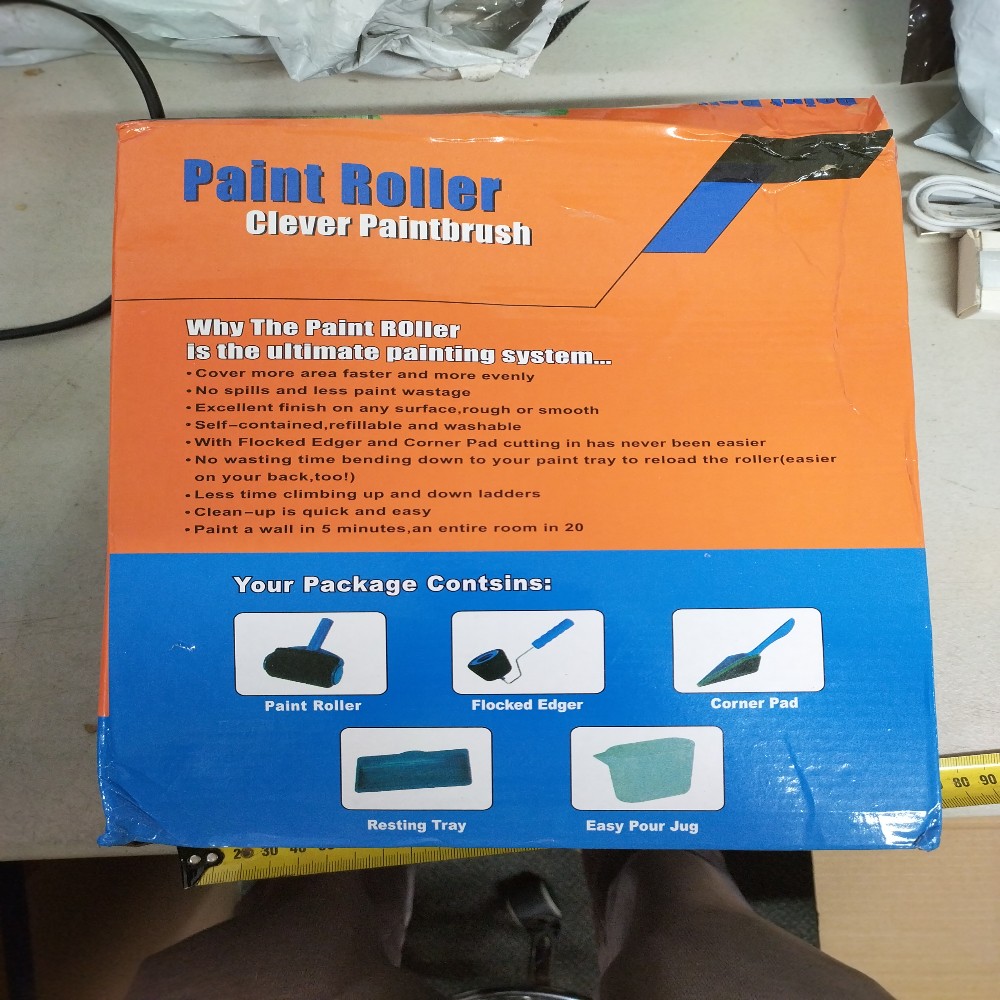 Paint Roller
Clever Paintbrush
Why The Paint ROller
is the ultimate painting system...
•Cover more area faster and more evenly
•No spills and less paint wastage
•Excellent finish on any surface,rough or smooth
•Self-contained,refillable and washable
•With Flocked Edger and Corner Pad cutting in has never been easier
•No wasting time bending down to your paint tray to reload the roller(easier
on your back,too!)
•Less time climbing up and down ladders
•Clean-up is quick and easy
•Paint a wall in 5 minutes,an entire room in 20
Your Package Contsins:
Paint Roller
Flocked Edger
Corner Pad
Resting Tray
Easy Pour Jug
80 90
30